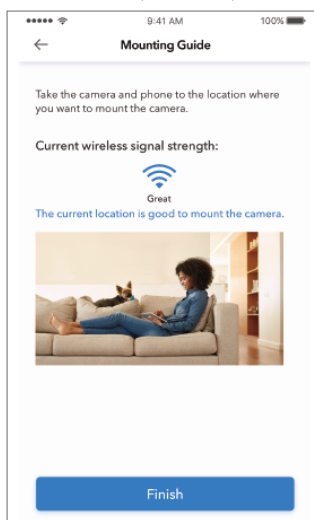 9:41 AM
100%
Mounting Guide
Take the camera and phone to the location where
you want to mount the camera.
Current wireless signal strength:
Great
The current location is good to mount the camera.
Finish